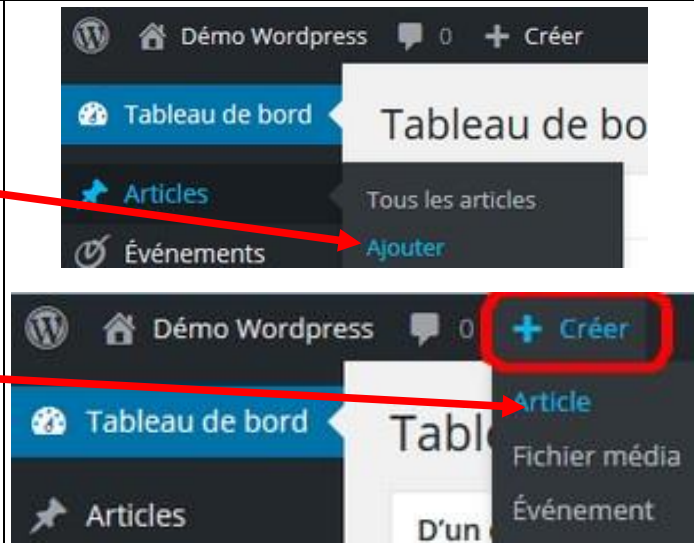 Démo Wordpress 0 + Créer
Tableau de bord Tableau de bo
Articles Tous les articles
Événements Ajouter
Démo Wordpress 0 + Créer
Tableau de bord Tabl Article
Fichier média
Articles D'un Événement